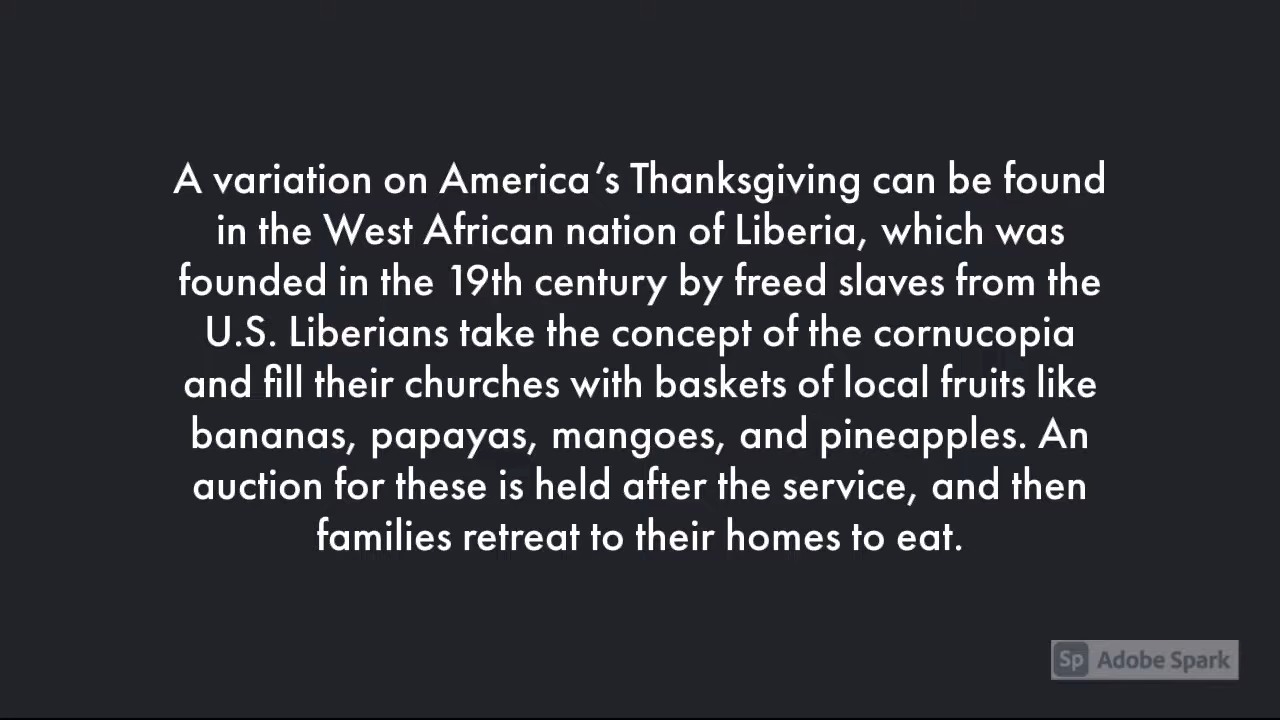 A variation on America's Thanksgiving can be found
in the West African nation of Liberia, which was
founded in the 19th century by freed slaves from the
U.S. Liberians take the concept of the cornucopia
and fill their churches with baskets of local fruits like
bananas, papayas, mangoes, and pineapples. An
auction for these is held after the service, and then
families retreat to their homes to eat.
Sp Adobe Spark